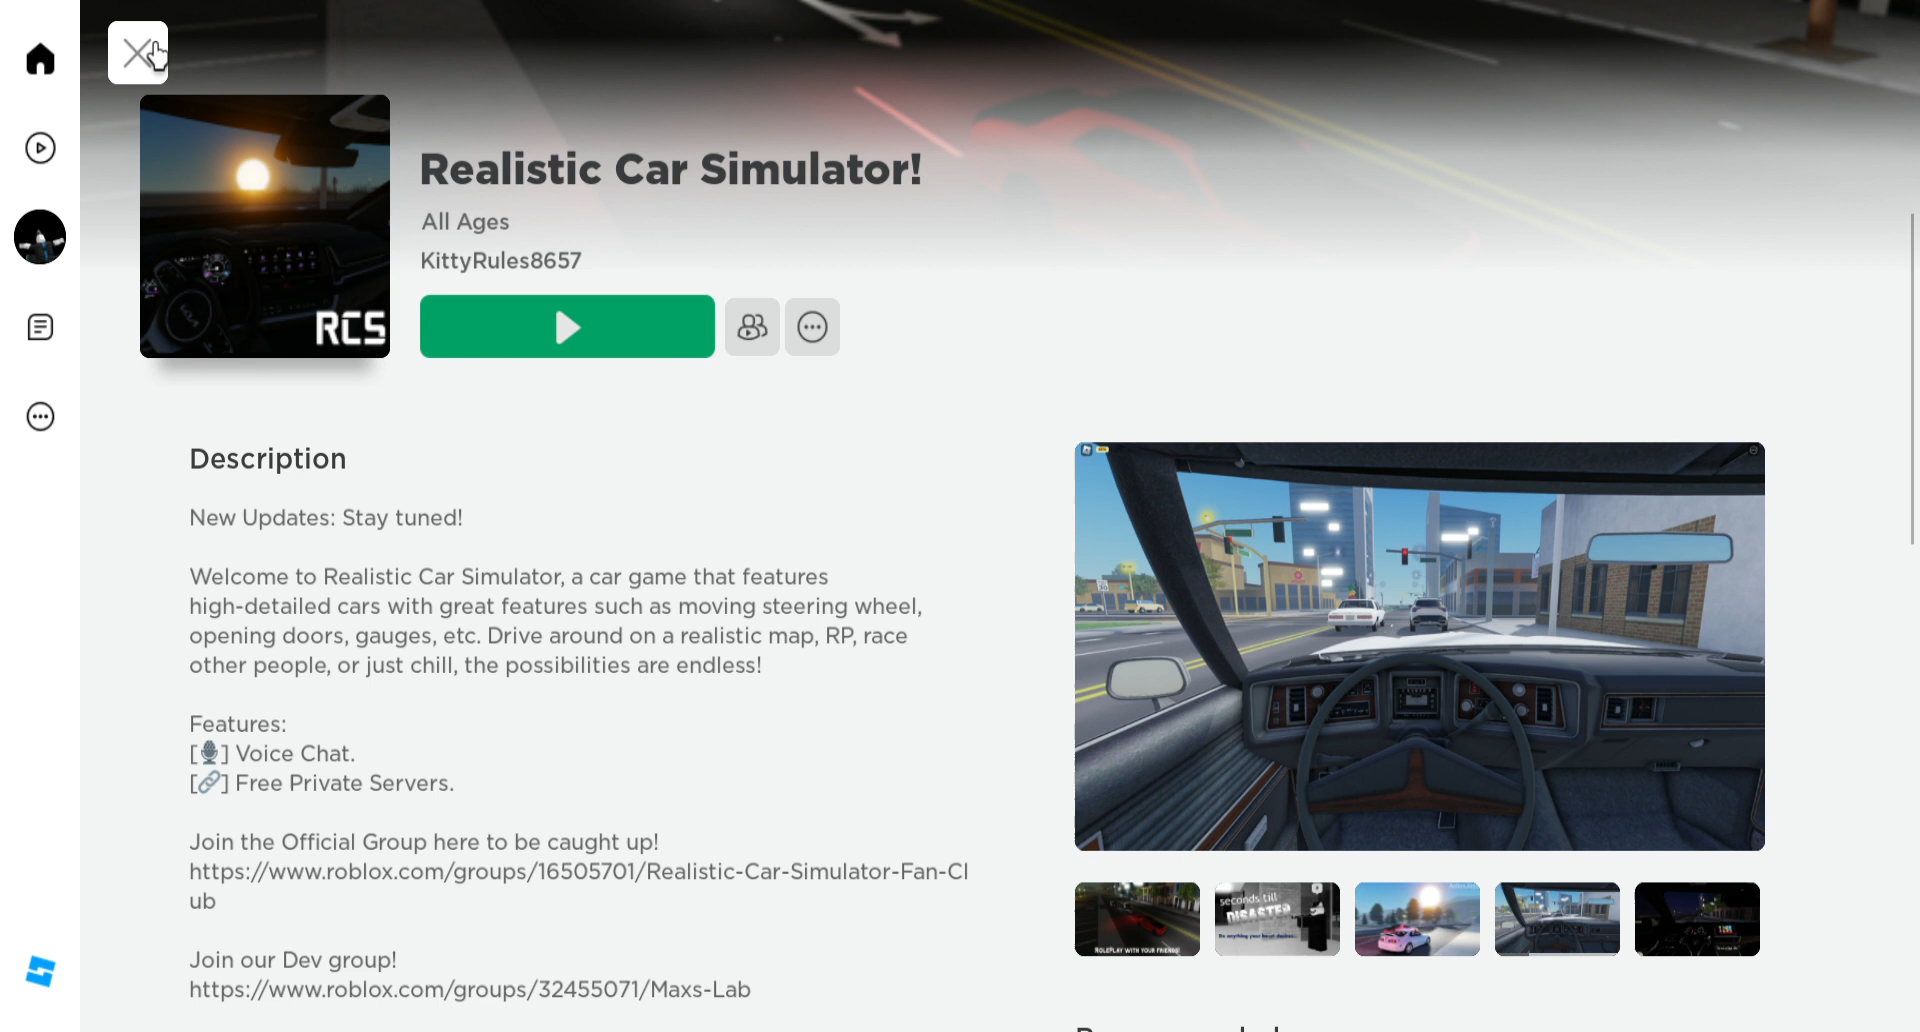 Realistic Car Simulator!
All Ages
KittyRules8657
RCS
Description
New Updates: Stay tuned!
Welcome to Realistic Car Simulator, a car game that features
high-detailed cars with great features such as moving steering wheel,
opening doors, gauges, etc. Drive around on a realistic map, RP, race
other people, or just chill, the possibilities are endless!
Features:
[🎙️] Voice Chat.
[🔗] Free Private Servers.
Join the Official Group here to be caught up!
https://www.roblox.com/groups/16505701/Realistic-Car-Simulator-Fan-Cl
ub
Join our Dev group!
https://www.roblox.com/groups/32455071/Maxs-Lab
ROLEPLAY WITH YOUR FRIENDS!
seconds till
DISASTER